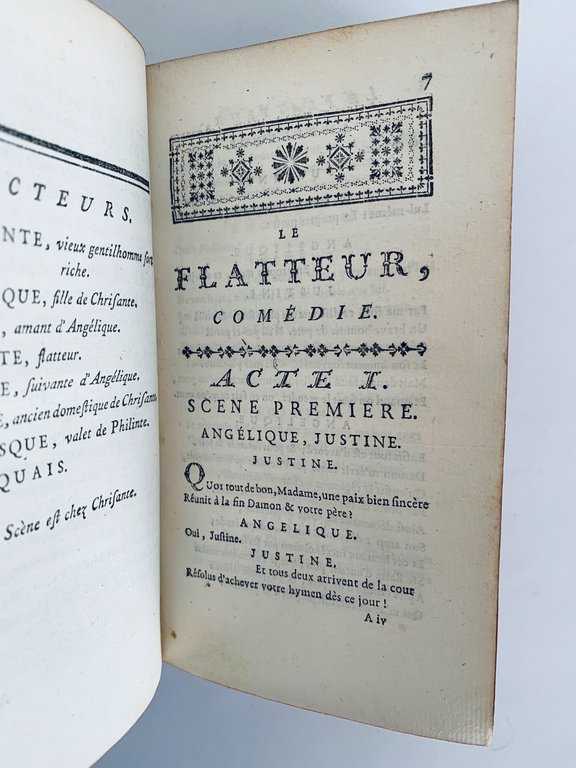 CTEURS.
NTE, vieux gentilhomme fort
riche.
QUE, fille de Chrisante.
, amant d'Angélique.
TE, flatteur.
E, suivante d'Angélique.
E, ancien domestique de Chrisante.
SQUE, valet de Philinte.
QUAIS.
Scène est chez Chrisante.
7
LE
FLATTEUR,
COMÉDIE.
ACTE I.
SCENE PREMIERE.
ANGÉLIQUE, JUSTINE.
JUSTINE.
QUOI tout de bon, Madame, une paix bien sincère
Réunit à la fin Damon & votre père?
ANGELIQUE.
Oui, Justine.
JUSTINE.
Et tous deux arrivent de la cour
Résolus d'achever votre hymen dès ce jour!
A iv